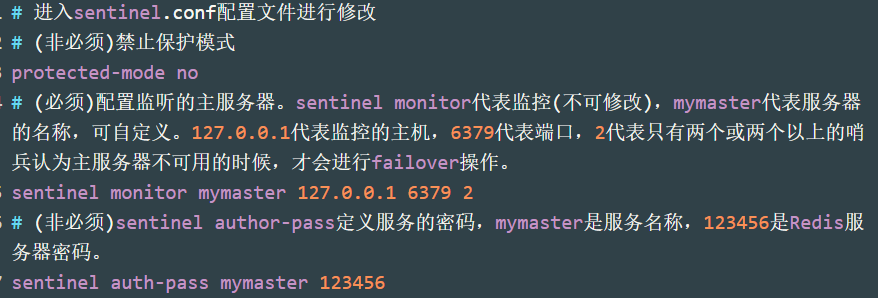 # 进入sentinel.conf配置文件进行修改
2 # (非必须)禁止保护模式
3 protected-mode no
# (必须)配置监听的主服务器。sentinel monitor代表监控(不可修改)，mymaster代表服务器
的名称，可自定义。127.0.0.1代表监控的主机，6379代表端口，2代表只有两个或两个以上的哨
兵认为主服务器不可用的时候，才会进行failover操作。
sentinel monitor mymaster 127.0.0.1 6379 2
# (非必须)sentinel author-pass定义服务的密码，mymaster是服务名称，123456是Redis服
务器密码。
sentinel auth-pass mymaster 123456